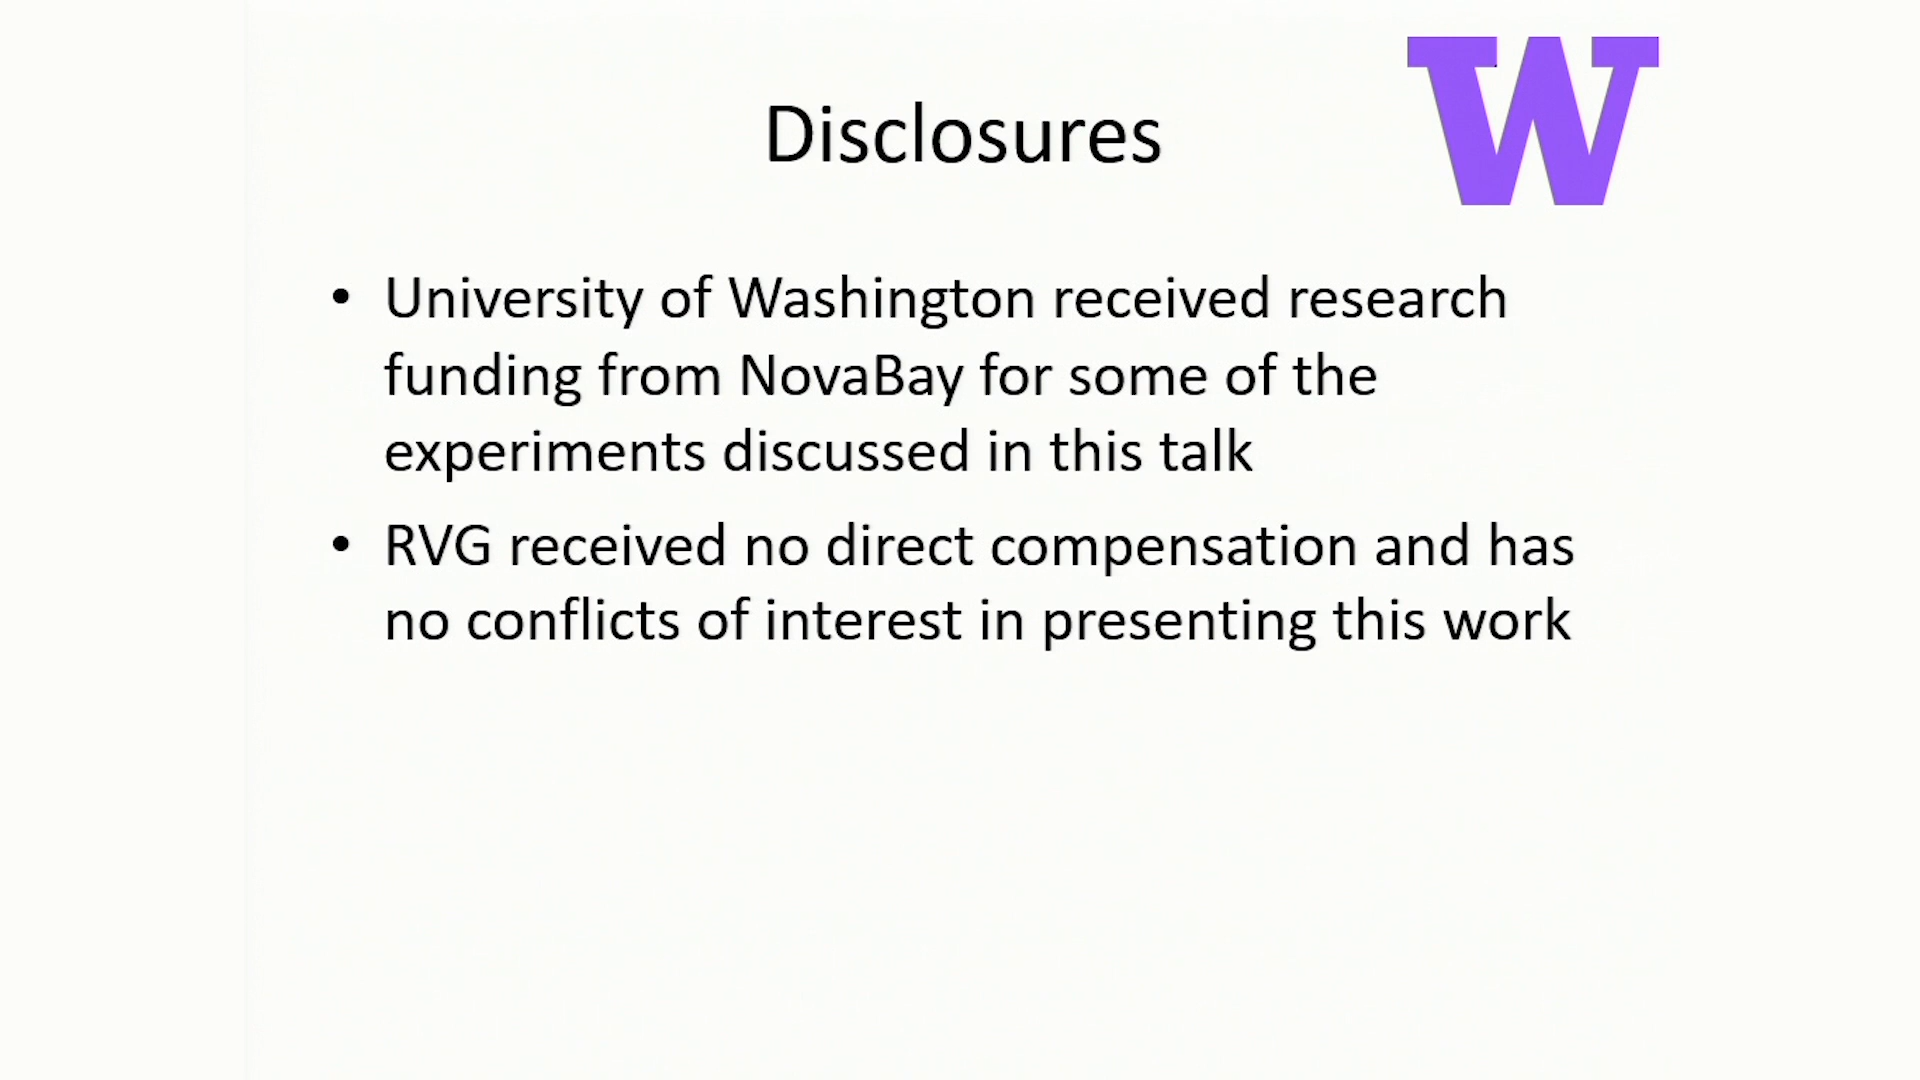 W
Disclosures
• University of Washington received research
funding from NovaBay for some of the
experiments discussed in this talk
• RVG received no direct compensation and has
no conflicts of interest in presenting this work